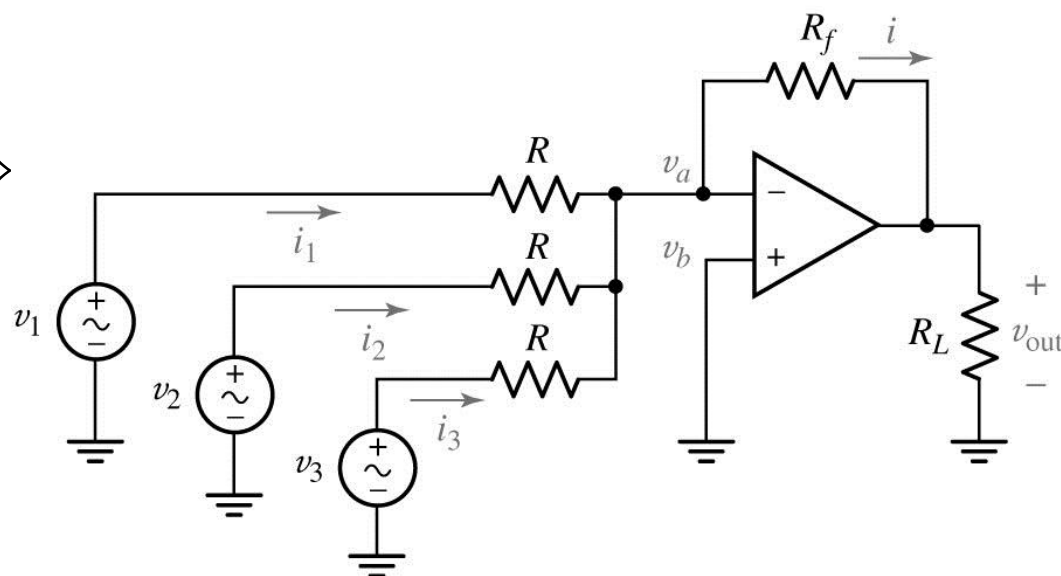 R_f
i
R
v_a
−
i_1
R
v_b
+
+
v_1
−
i_2
R
R_L
+
v_out
−
+
v_2
−
i_3
+
v_3
−